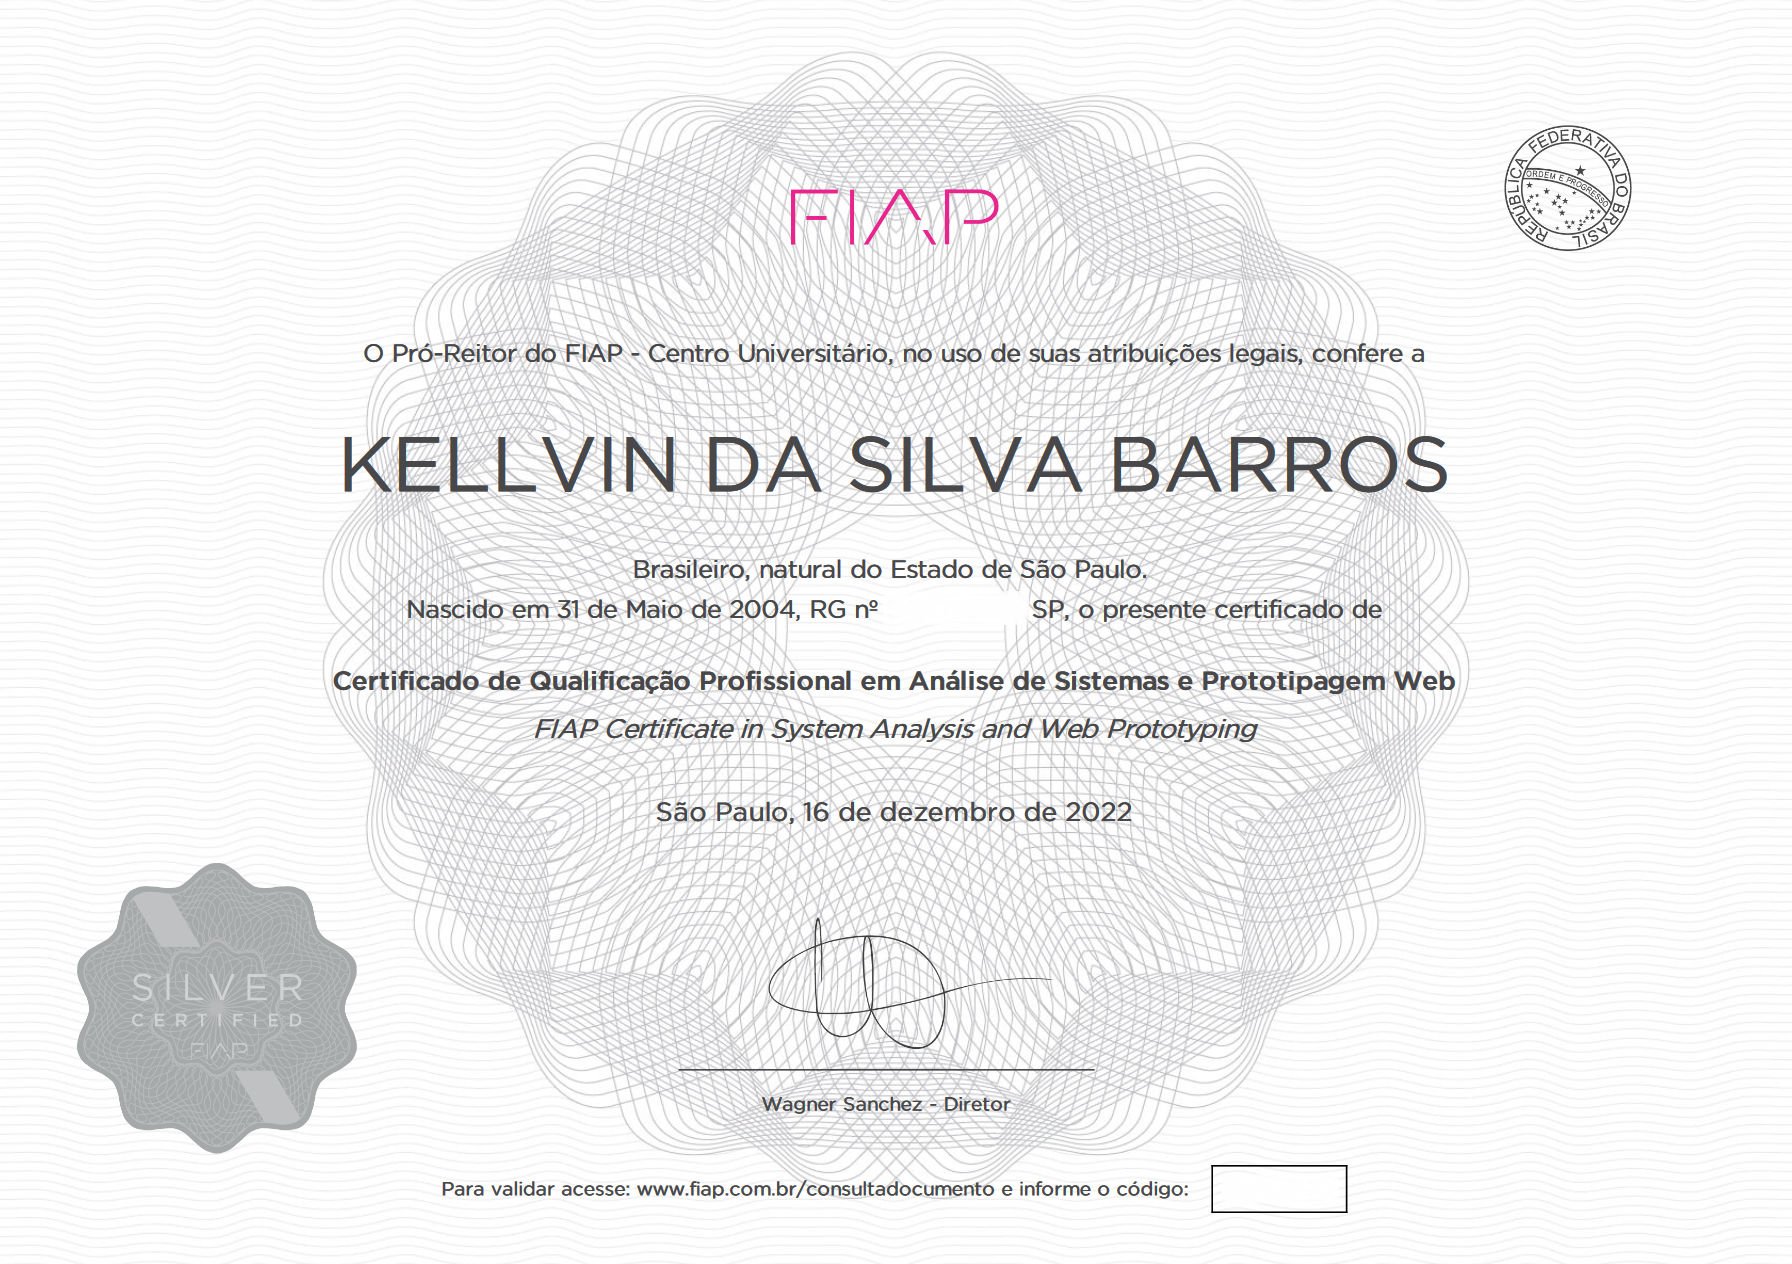 FIAP
REPÚBLICA FEDERATIVA DO BRASIL
ORDEM E PROGRESSO
O Pró-Reitor do FIAP - Centro Universitário, no uso de suas atribuições legais, confere a
KELLVIN DA SILVA BARROS
Brasileiro, natural do Estado de São Paulo.
Nascido em 31 de Maio de 2004, RG nº SP, o presente certificado de
Certificado de Qualificação Profissional em Análise de Sistemas e Prototipagem Web
FIAP Certificate in System Analysis and Web Prototyping
São Paulo, 16 de dezembro de 2022
SILVER
CERTIFIED
FIAP
Wagner Sanchez - Diretor
Para validar acesse: www.fiap.com.br/consultadocumento e informe o código: